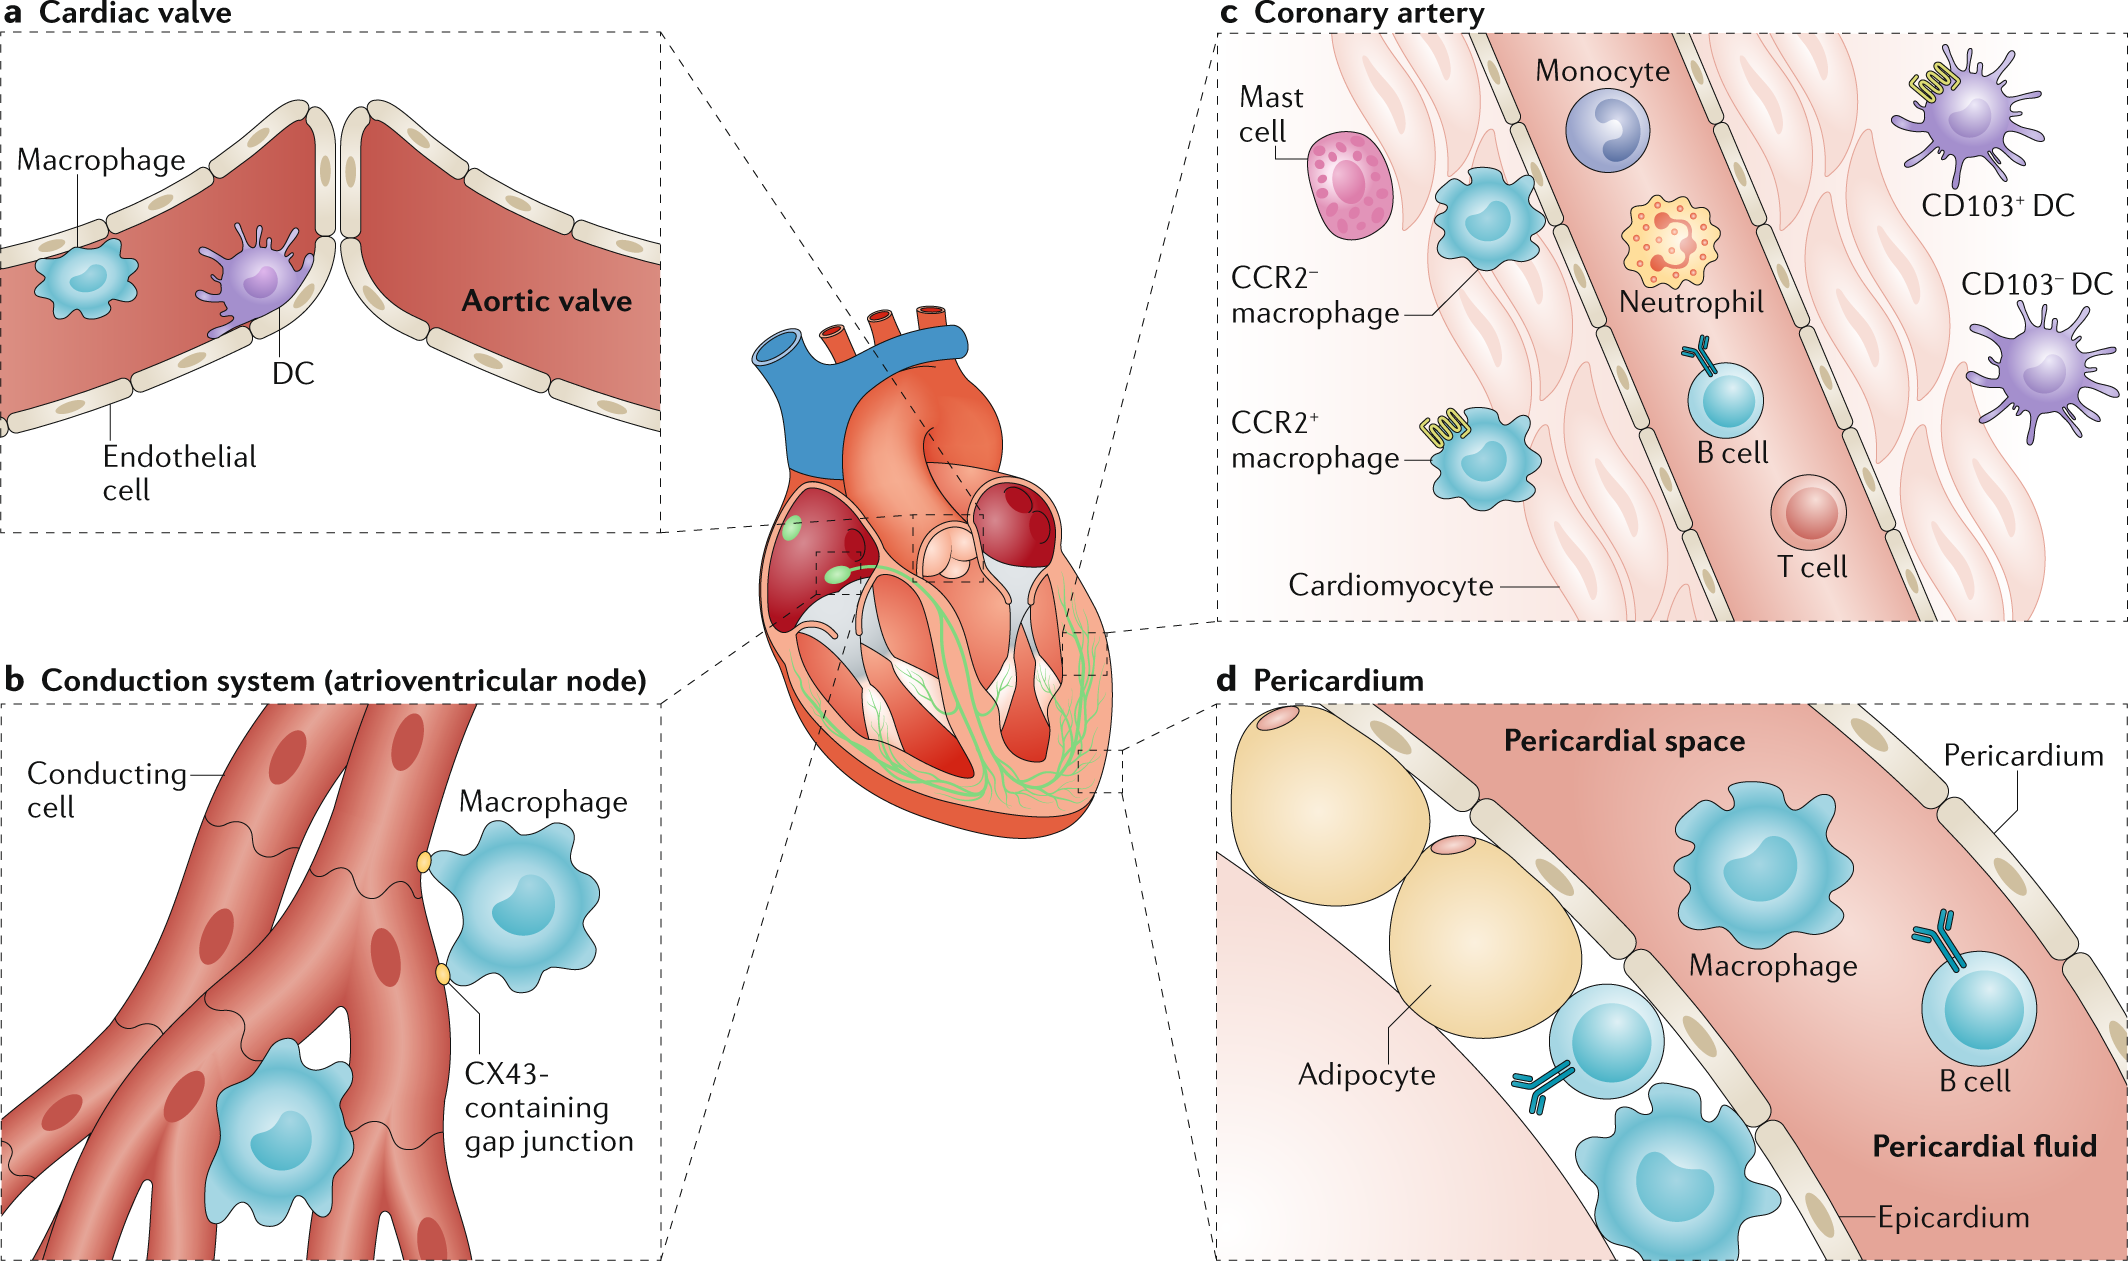 a Cardiac valve
Macrophage
Aortic valve
DC
Endothelial
cell
b Conduction system (atrioventricular node)
Conducting
cell
Macrophage
CX43-
containing
gap junction
c Coronary artery
Monocyte
Mast
cell
CD103⁺ DC
CCR2⁻
macrophage
Neutrophil
CD103⁻ DC
CCR2⁺
macrophage
B cell
T cell
Cardiomyocyte
d Pericardium
Pericardial space
Pericardium
Macrophage
Adipocyte
B cell
Pericardial fluid
Epicardium